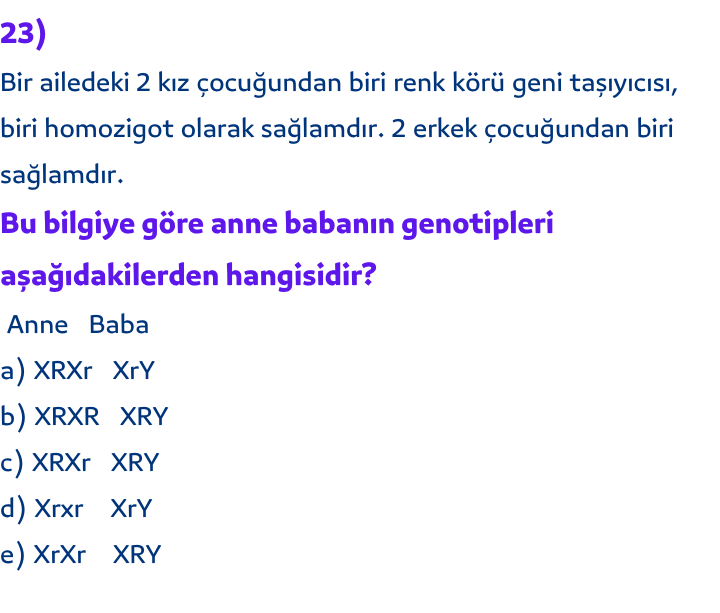 23)
Bir ailedeki 2 kız çocuğundan biri renk körü geni taşıyıcısı,
biri homozigot olarak sağlamdır. 2 erkek çocuğundan biri
sağlamdır.
Bu bilgiye göre anne babanın genotipleri
aşağıdakilerden hangisidir?
Anne Baba
a) XRXr XrY
b) XRXR XRY
c) XRXr XRY
d) Xrxr XrY
e) XrXr XRY